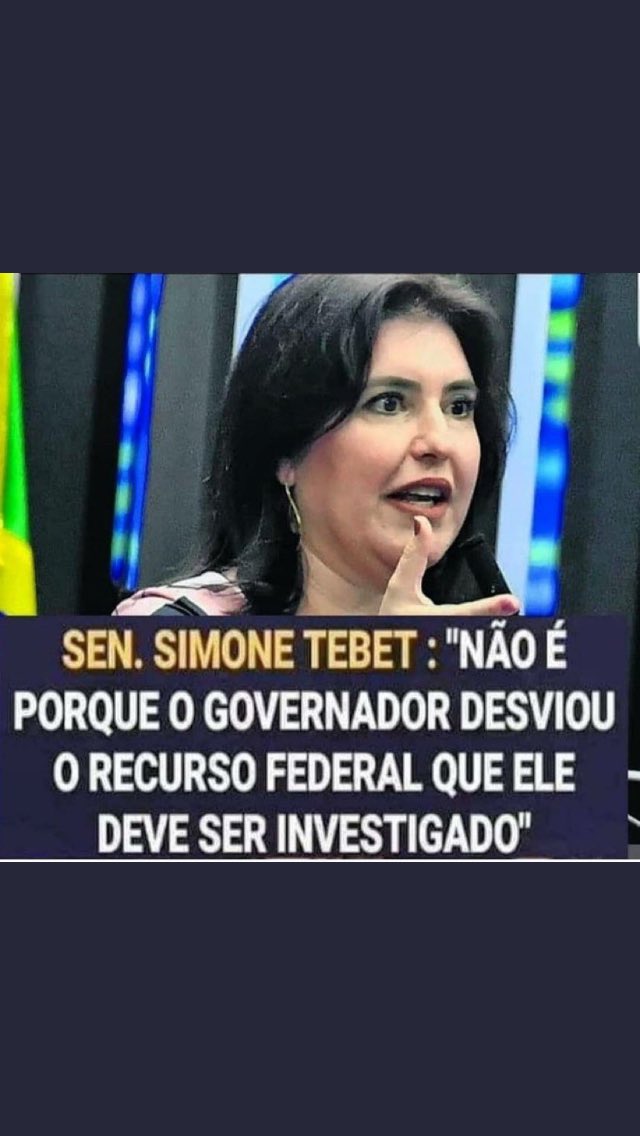 SEN. SIMONE TEBET : "NÃO É
PORQUE O GOVERNADOR DESVIOU
O RECURSO FEDERAL QUE ELE
DEVE SER INVESTIGADO"